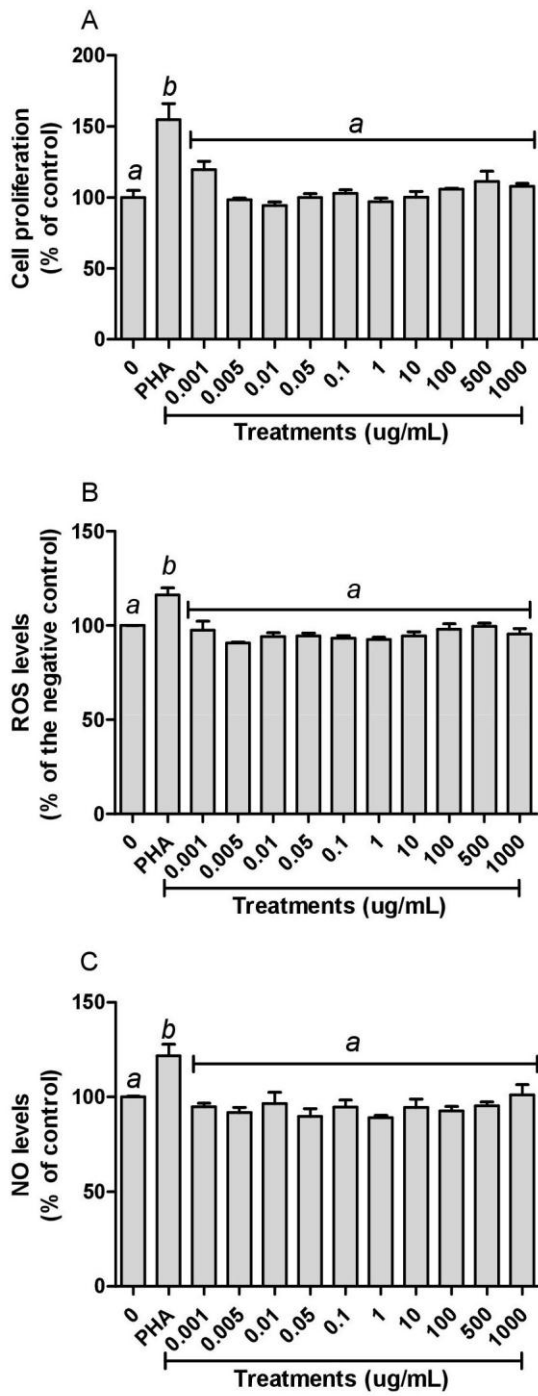 A
Cell proliferation
(% of control)
200
150
100
50
0
a
b
a
0 PHA 0.001 0.005 0.01 0.05 0.1 1 10 100 500 1000
Treatments (ug/mL)
B
ROS levels
(% of the negative control)
150
100
50
0
a
b
a
0 PHA 0.001 0.005 0.01 0.05 0.1 1 10 100 500 1000
Treatments (ug/mL)
C
NO levels
(% of control)
150
100
50
0
a
b
a
0 PHA 0.001 0.005 0.01 0.05 0.1 1 10 100 500 1000
Treatments (ug/mL)